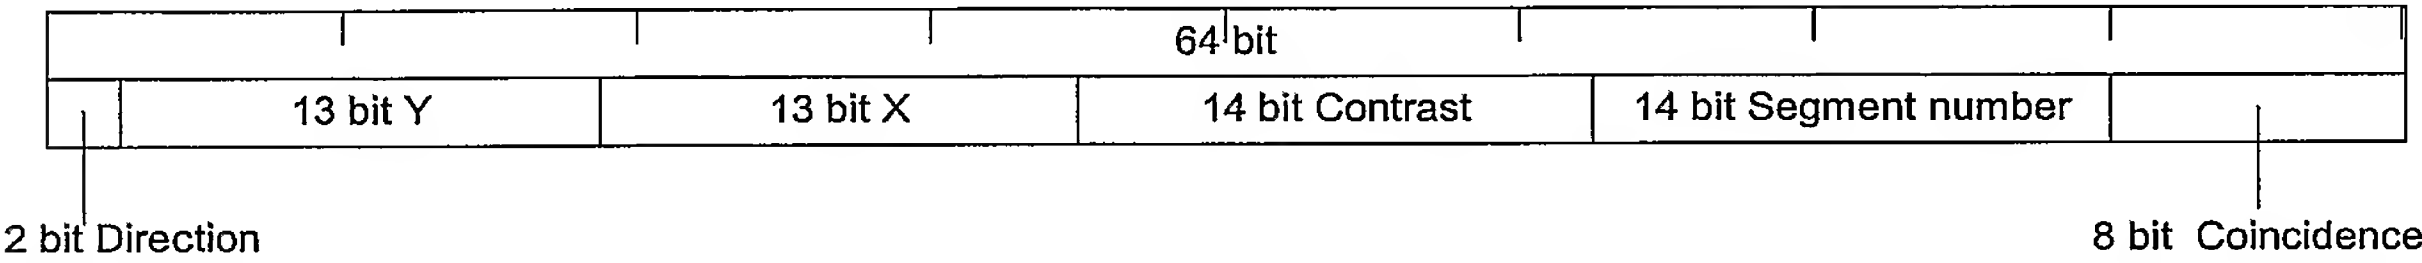 64 bit
13 bit Y
13 bit X
14 bit Contrast
14 bit Segment number
2 bit Direction
8 bit Coincidence